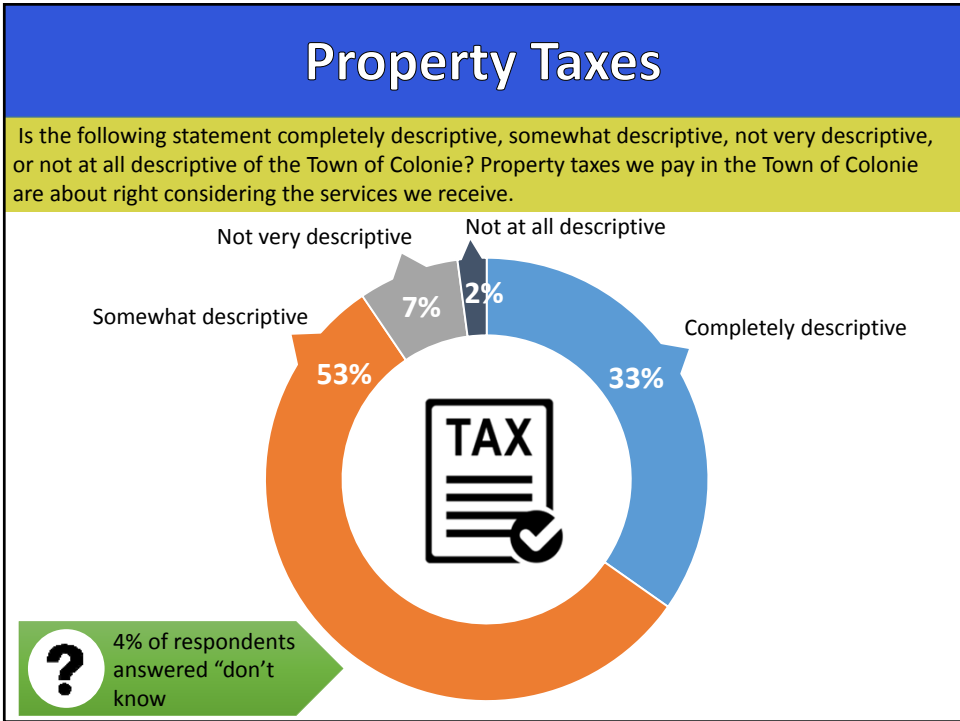 Property Taxes
Is the following statement completely descriptive, somewhat descriptive, not very descriptive,
or not at all descriptive of the Town of Colonie? Property taxes we pay in the Town of Colonie
are about right considering the services we receive.
Not very descriptive
Not at all descriptive
Somewhat descriptive
Completely descriptive
7%
2%
53%
33%
TAX
?
4% of respondents
answered “don’t
know